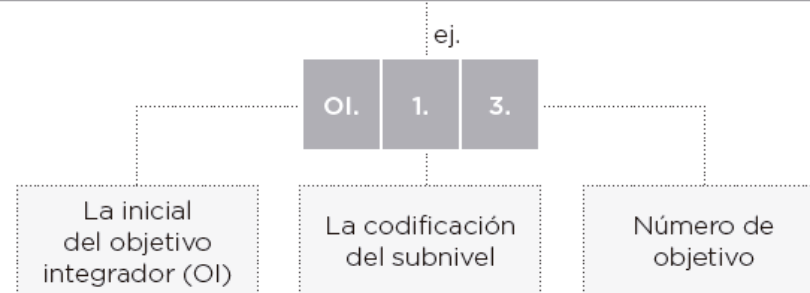 ej.
OI. 1. 3.
La inicial
del objetivo
integrador (OI)
La codificación
del subnivel
Número de
objetivo